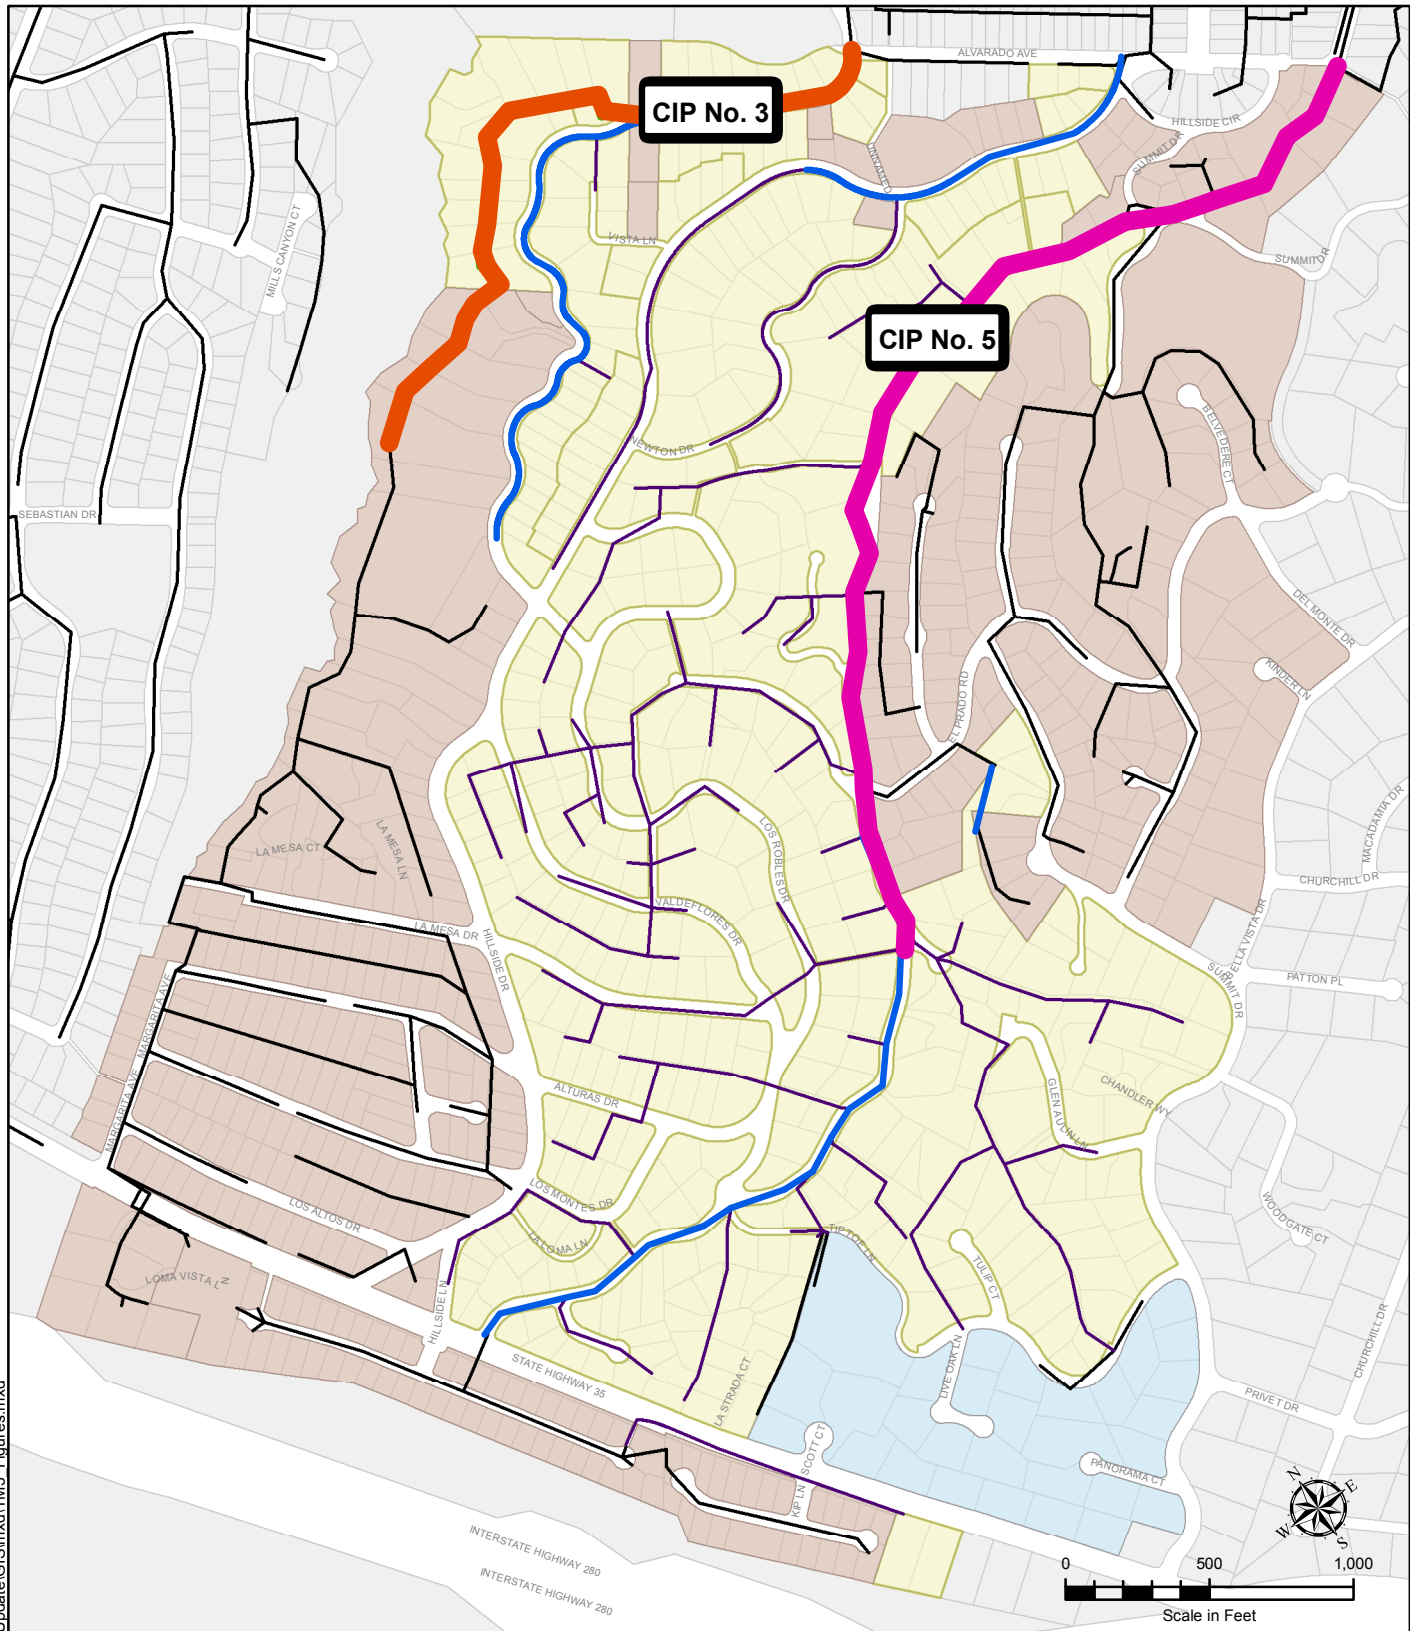 ALVARADO AVE
CIP No. 3
HILLSIDE CIR
SUMMIT DR
UNNAMED
VISTA LN
MILLS CANYON CT
SUMMIT DR
CIP No. 5
BELVEDERE CT
NEWTON DR
SEBASTIAN DR
DEL MONTE DR
KINDER LN
EL PRADO RD
MACADAMIA DR
LA MESA CT
LA MESA LN
LOS ROBLES DR
CHURCHILL DR
VALDEFLORES DR
LA MESA DR
HILLSIDE DR
BELLA VISTA DR
SUMMIT DR
PATTON PL
MARGARITA AVE
MARGARITA AVE
ALTURAS DR
GLEN AULIN LN
CHANDLER WY
LOS MONTES DR
LOS ALTOS DR
LA LOMA LN
TIPTOE LN
WOODGATE CT
LOMA VISTA LN
TULIP CT
HILLSIDE LN
STATE HIGHWAY 35
LA STRADA CT
LIVE OAK LN
CHURCHILL DR
PRIVET DR
SCOTT CT
KIP LN
PANORAMA CT
INTERSTATE HIGHWAY 280
INTERSTATE HIGHWAY 280
N
E
W
S
0 500 1,000
Scale in Feet